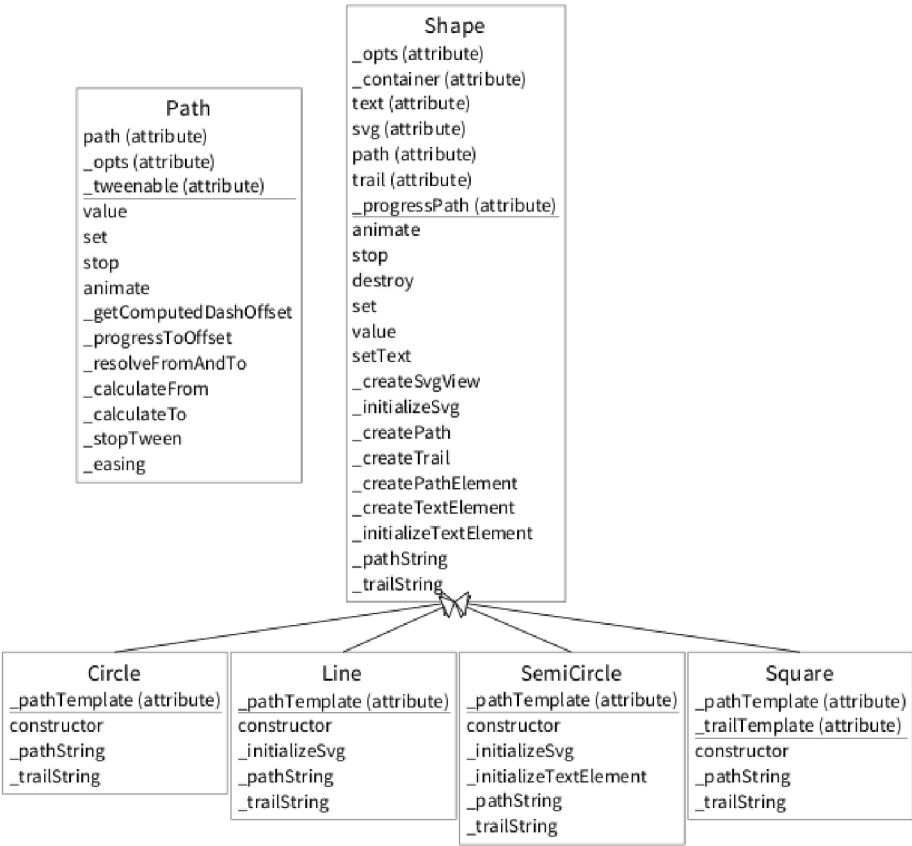 Shape
_opts (attribute)
_container (attribute)
text (attribute)
svg (attribute)
path (attribute)
trail (attribute)
_progressPath (attribute)
animate
stop
destroy
set
value
setText
_createSvgView
_initializeSvg
_createPath
_createTrail
_createPathElement
_createTextElement
_initializeTextElement
_pathString
_trailString
Path
path (attribute)
_opts (attribute)
_tweenable (attribute)
value
set
stop
animate
_getComputedDashOffset
_progressToOffset
_resolveFromAndTo
_calculateFrom
_calculateTo
_stopTween
_easing
Circle
_pathTemplate (attribute)
constructor
_pathString
_trailString
Line
_pathTemplate (attribute)
constructor
_initializeSvg
_pathString
_trailString
SemiCircle
_pathTemplate (attribute)
constructor
_initializeSvg
_initializeTextElement
_pathString
_trailString
Square
_pathTemplate (attribute)
_trailTemplate (attribute)
constructor
_pathString
_trailString